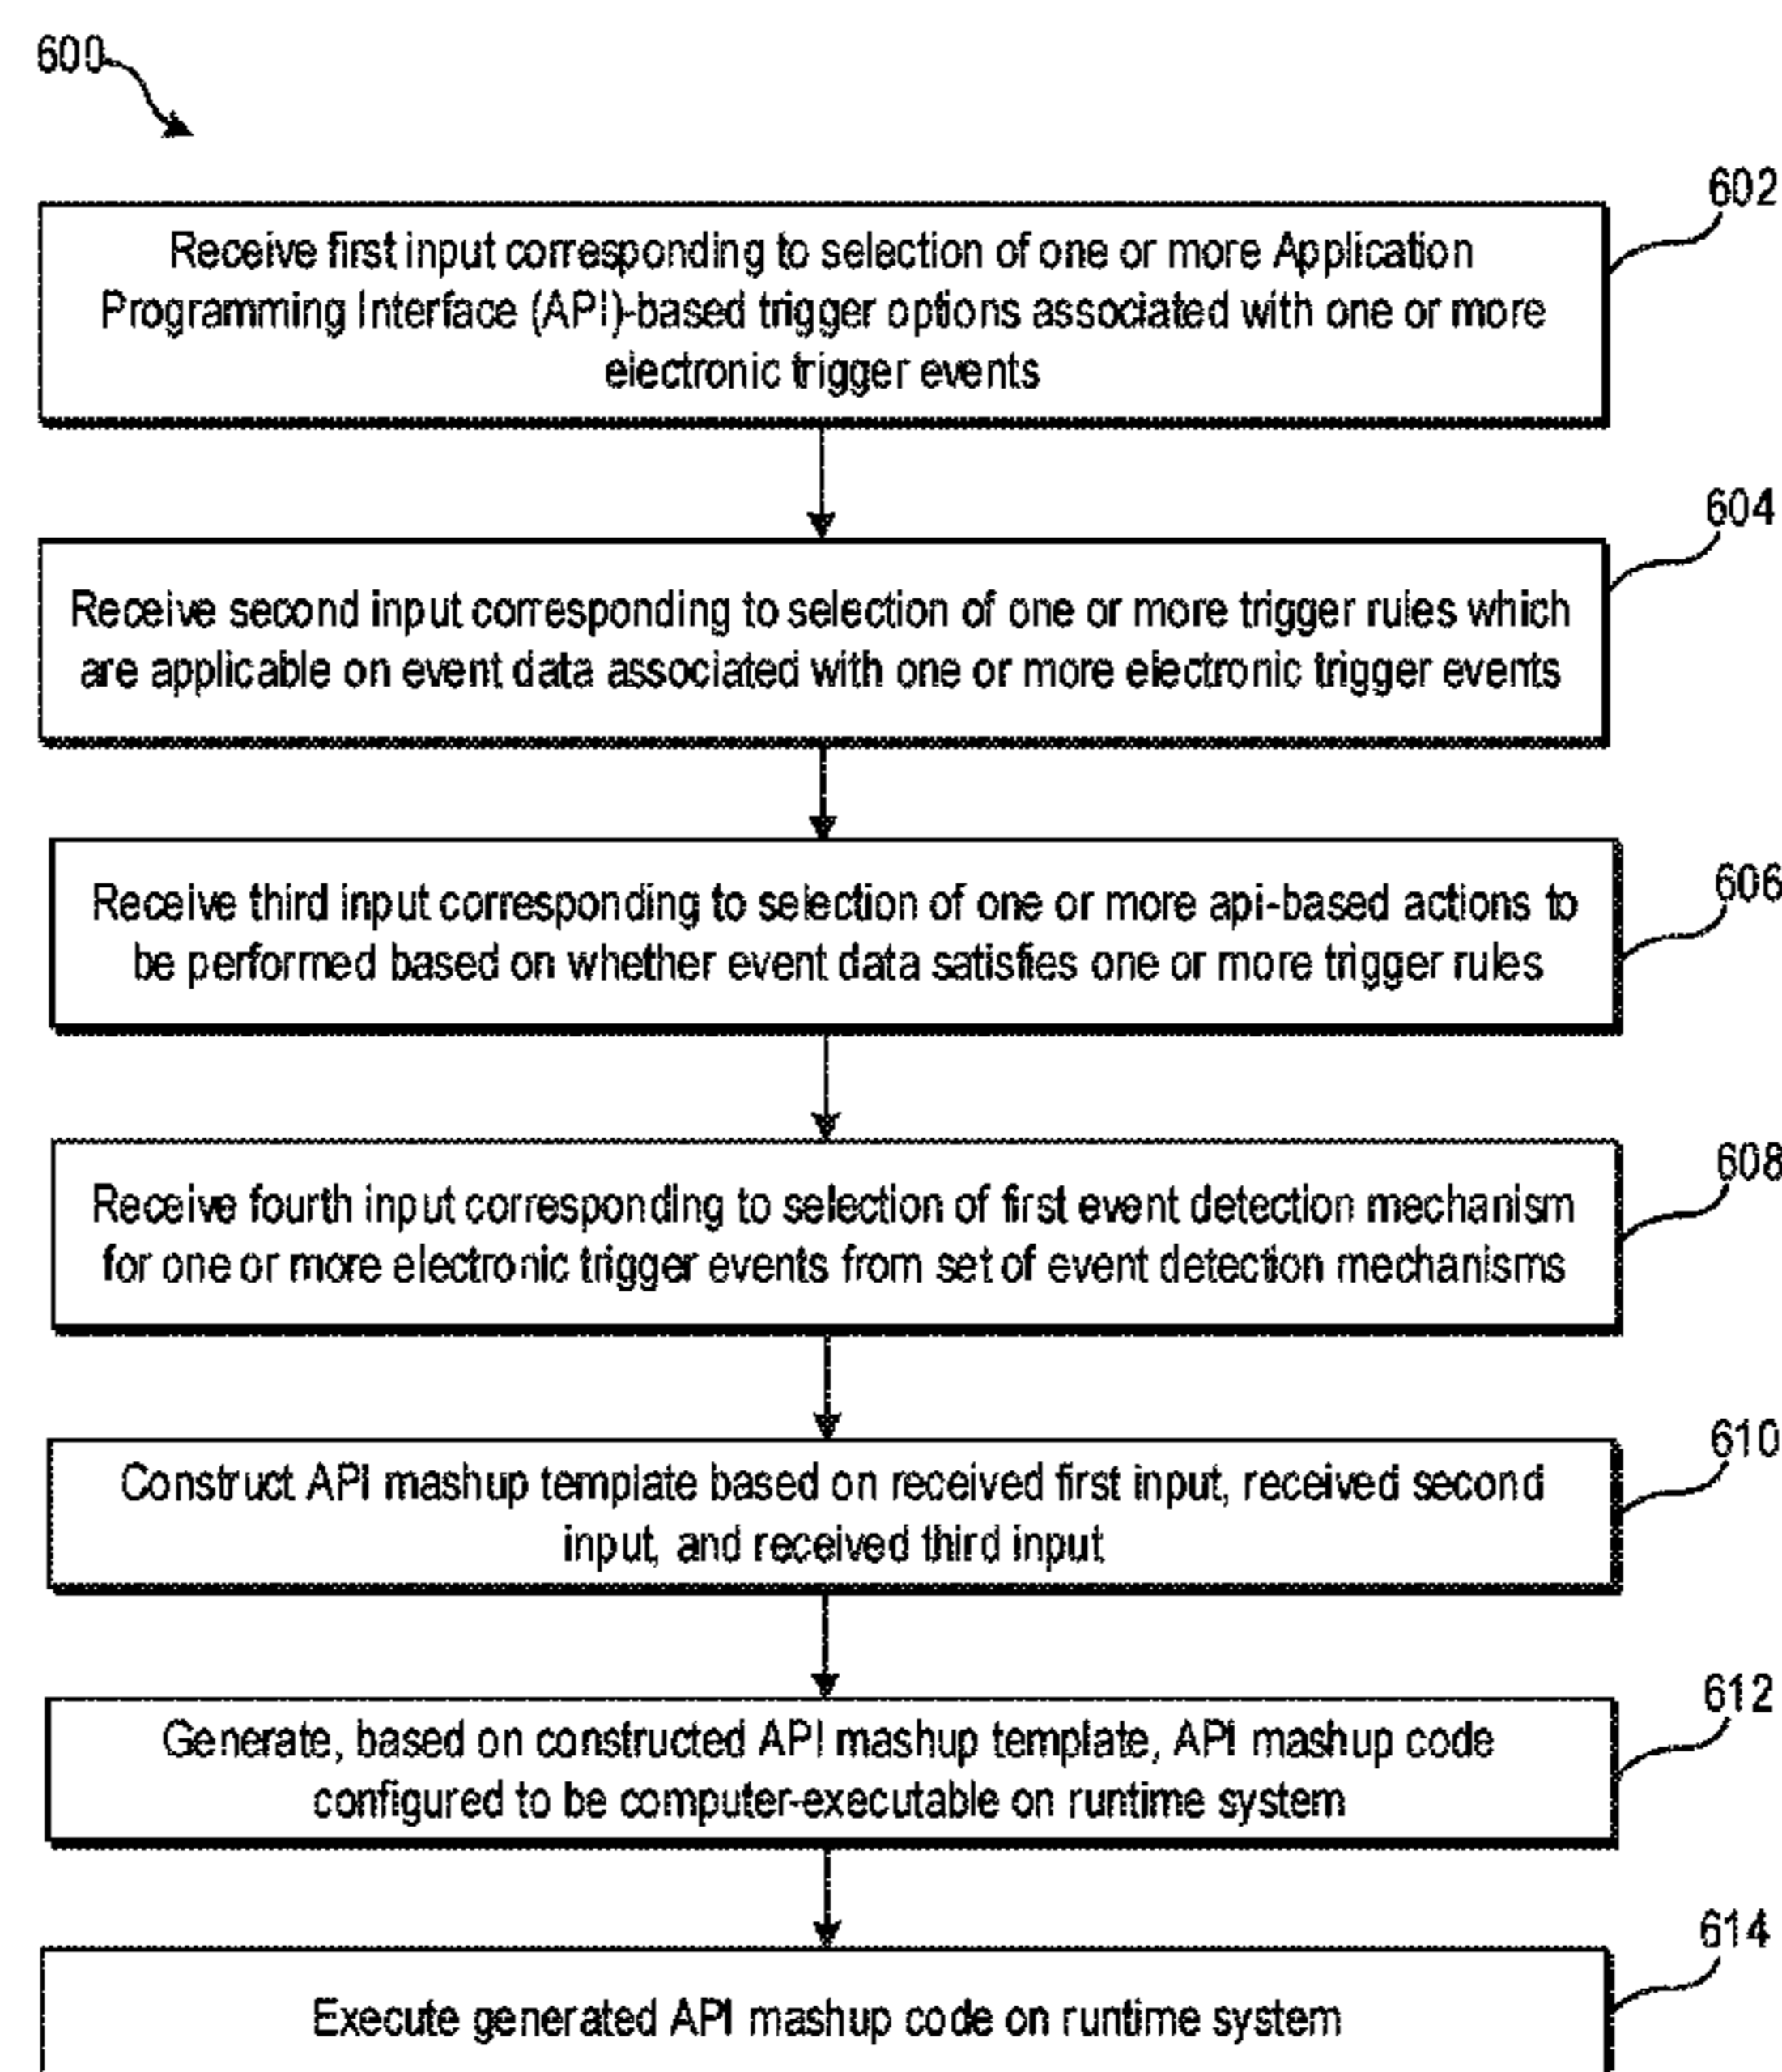 600
602
Receive first input corresponding to selection of one or more Application
Programming Interface (API)-based trigger options associated with one or more
electronic trigger events
604
Receive second input corresponding to selection of one or more trigger rules which
are applicable on event data associated with one or more electronic trigger events
606
Receive third input corresponding to selection of one or more api-based actions to
be performed based on whether event data satisfies one or more trigger rules
608
Receive fourth input corresponding to selection of first event detection mechanism
for one or more electronic trigger events from set of event detection mechanisms
610
Construct API mashup template based on received first input, received second
input, and received third input
612
Generate, based on constructed API mashup template, API mashup code
configured to be computer-executable on runtime system
614
Execute generated API mashup code on runtime system